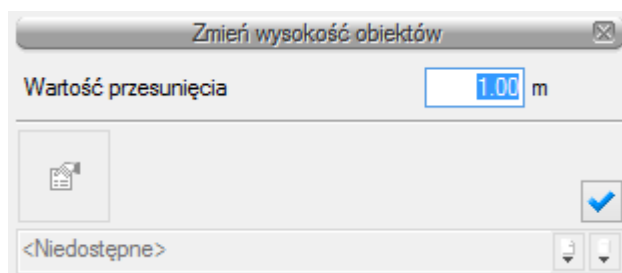 Zmień wysokość obiektów
Wartość przesunięcia 1.00 m
<Niedostępne>